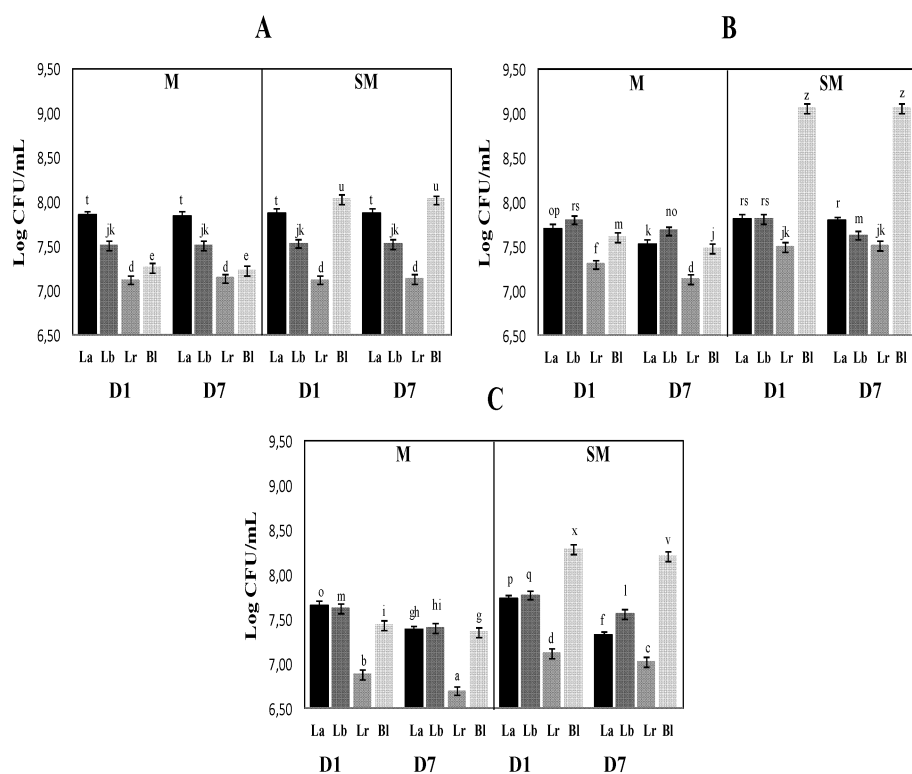 A
Log CFU/mL
9,50
9,00
8,50
8,00
7,50
7,00
6,50
M SM
t jk d e t jk d e t jk d u t jk d u
La Lb Lr Bl La Lb Lr Bl La Lb Lr Bl La Lb Lr Bl
D1 D7 D1 D7
B
Log CFU/mL
9,50
9,00
8,50
8,00
7,50
7,00
6,50
M SM
op rs f m k no d j rs rs jk z r m jk z
La Lb Lr Bl La Lb Lr Bl La Lb Lr Bl La Lb Lr Bl
D1 D7 D1 D7
C
Log CFU/mL
9,50
9,00
8,50
8,00
7,50
7,00
6,50
M SM
o m b i gh hi a g p q d x f l c v
La Lb Lr Bl La Lb Lr Bl La Lb Lr Bl La Lb Lr Bl
D1 D7 D1 D7